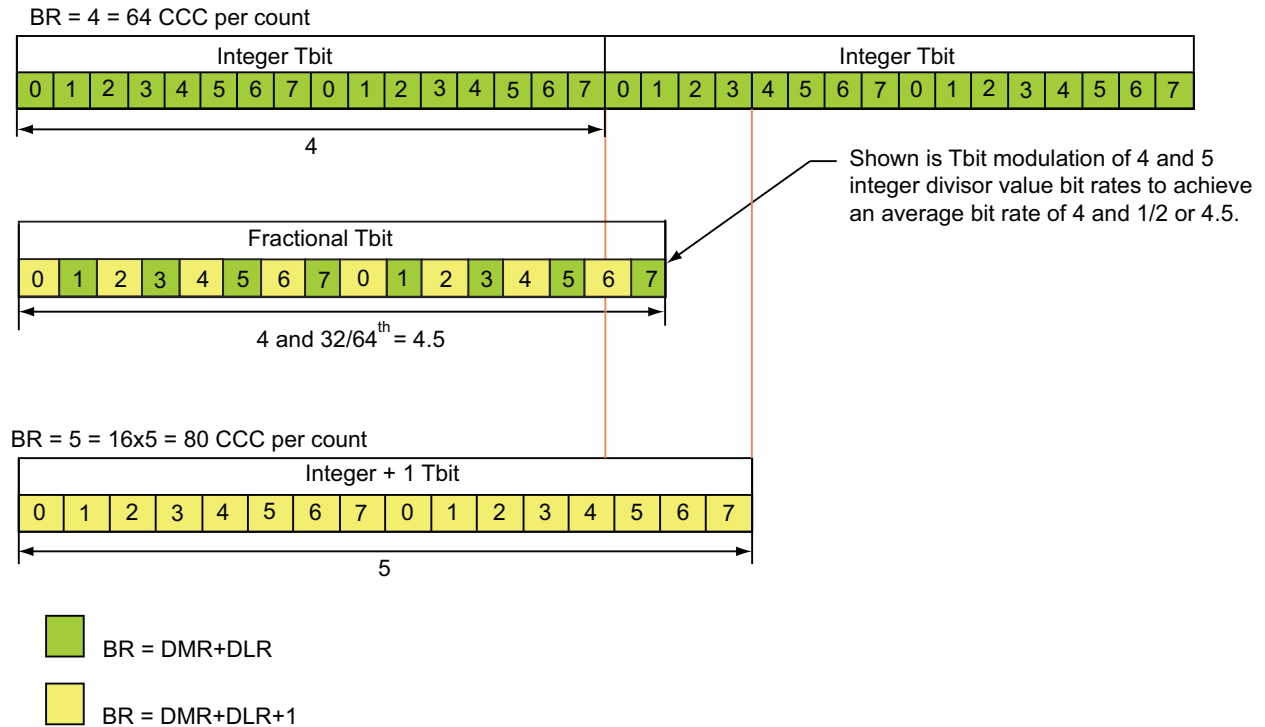 BR = 4 = 64 CCC per count
Integer Tbit Integer Tbit
0 1 2 3 4 5 6 7 0 1 2 3 4 5 6 7 0 1 2 3 4 5 6 7 0 1 2 3 4 5 6 7
4
Shown is Tbit modulation of 4 and 5
integer divisor value bit rates to achieve
an average bit rate of 4 and 1/2 or 4.5.
Fractional Tbit
0 1 2 3 4 5 6 7 0 1 2 3 4 5 6 7
4 and 32/64th = 4.5
BR = 5 = 16x5 = 80 CCC per count
Integer + 1 Tbit
0 1 2 3 4 5 6 7 0 1 2 3 4 5 6 7
5
BR = DMR+DLR
BR = DMR+DLR+1